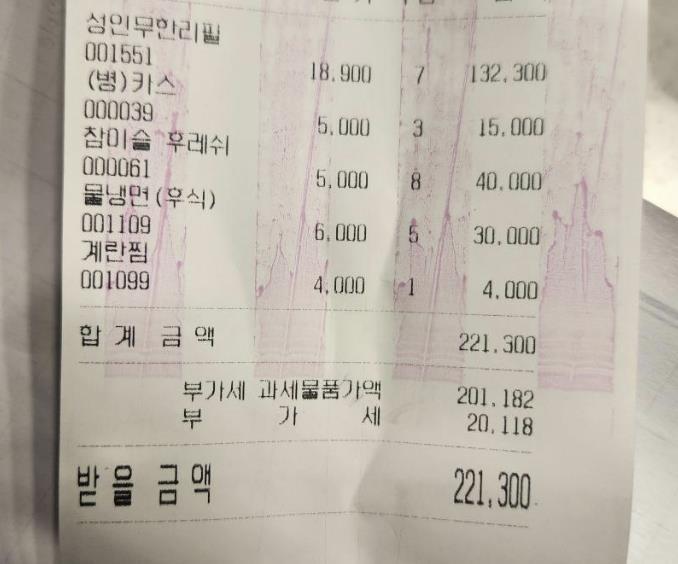 성인무한리필
001551 18,900 7 132,300
(병)카스
000039 5,000 3 15,000
참이슬 후레쉬
000061 5,000 8 40,000
물냉면(후식)
001109 6,000 5 30,000
계란찜
001099 4,000 1 4,000
합 계 금 액 221,300
부가세 과세물품가액 201,182
부 가 세 20,118
받 을 금 액 221,300